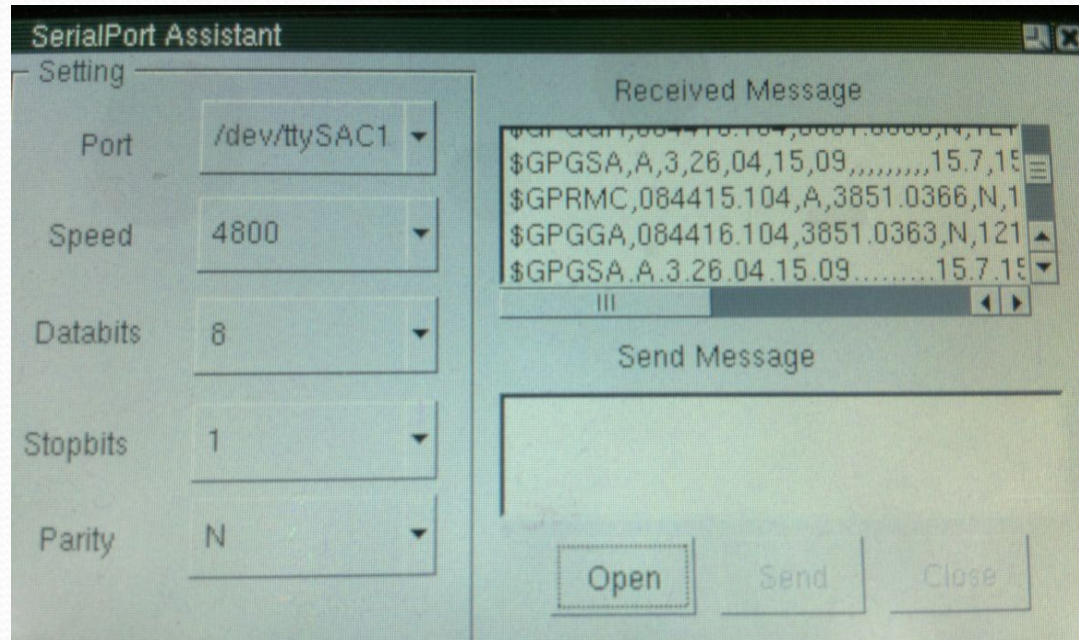 SerialPort Assistant
Setting
Port
/dev/ttySAC1
Speed
4800
Databits
8
Stopbits
1
Parity
N
Received Message
$GPGSA,A,3,26,04,15,09,,,,,,,,,15.7,15
$GPRMC,084415.104,A,3851.0366,N,1
$GPGGA,084416.104,3851.0363,N,121
$GPGSA,A,3,26,04,15,09,,,,,,,,,15.7,15
Send Message
Open
Send
Close